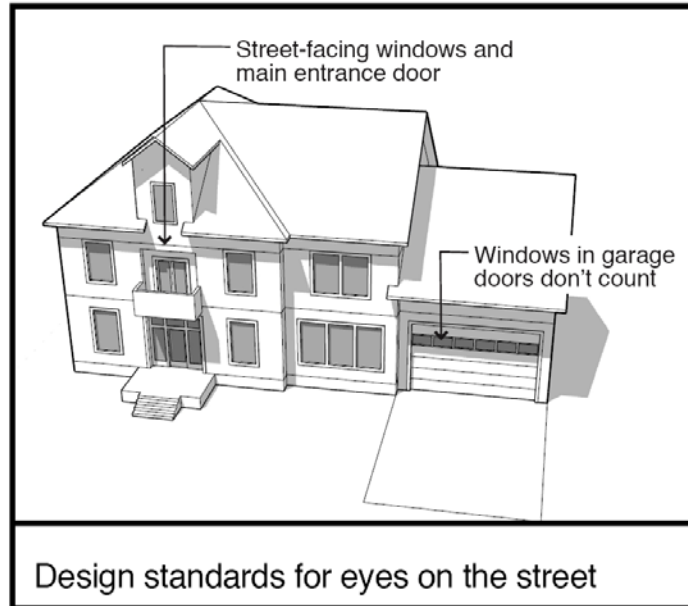 Street-facing windows and
main entrance door
Windows in garage
doors don't count
Design standards for eyes on the street